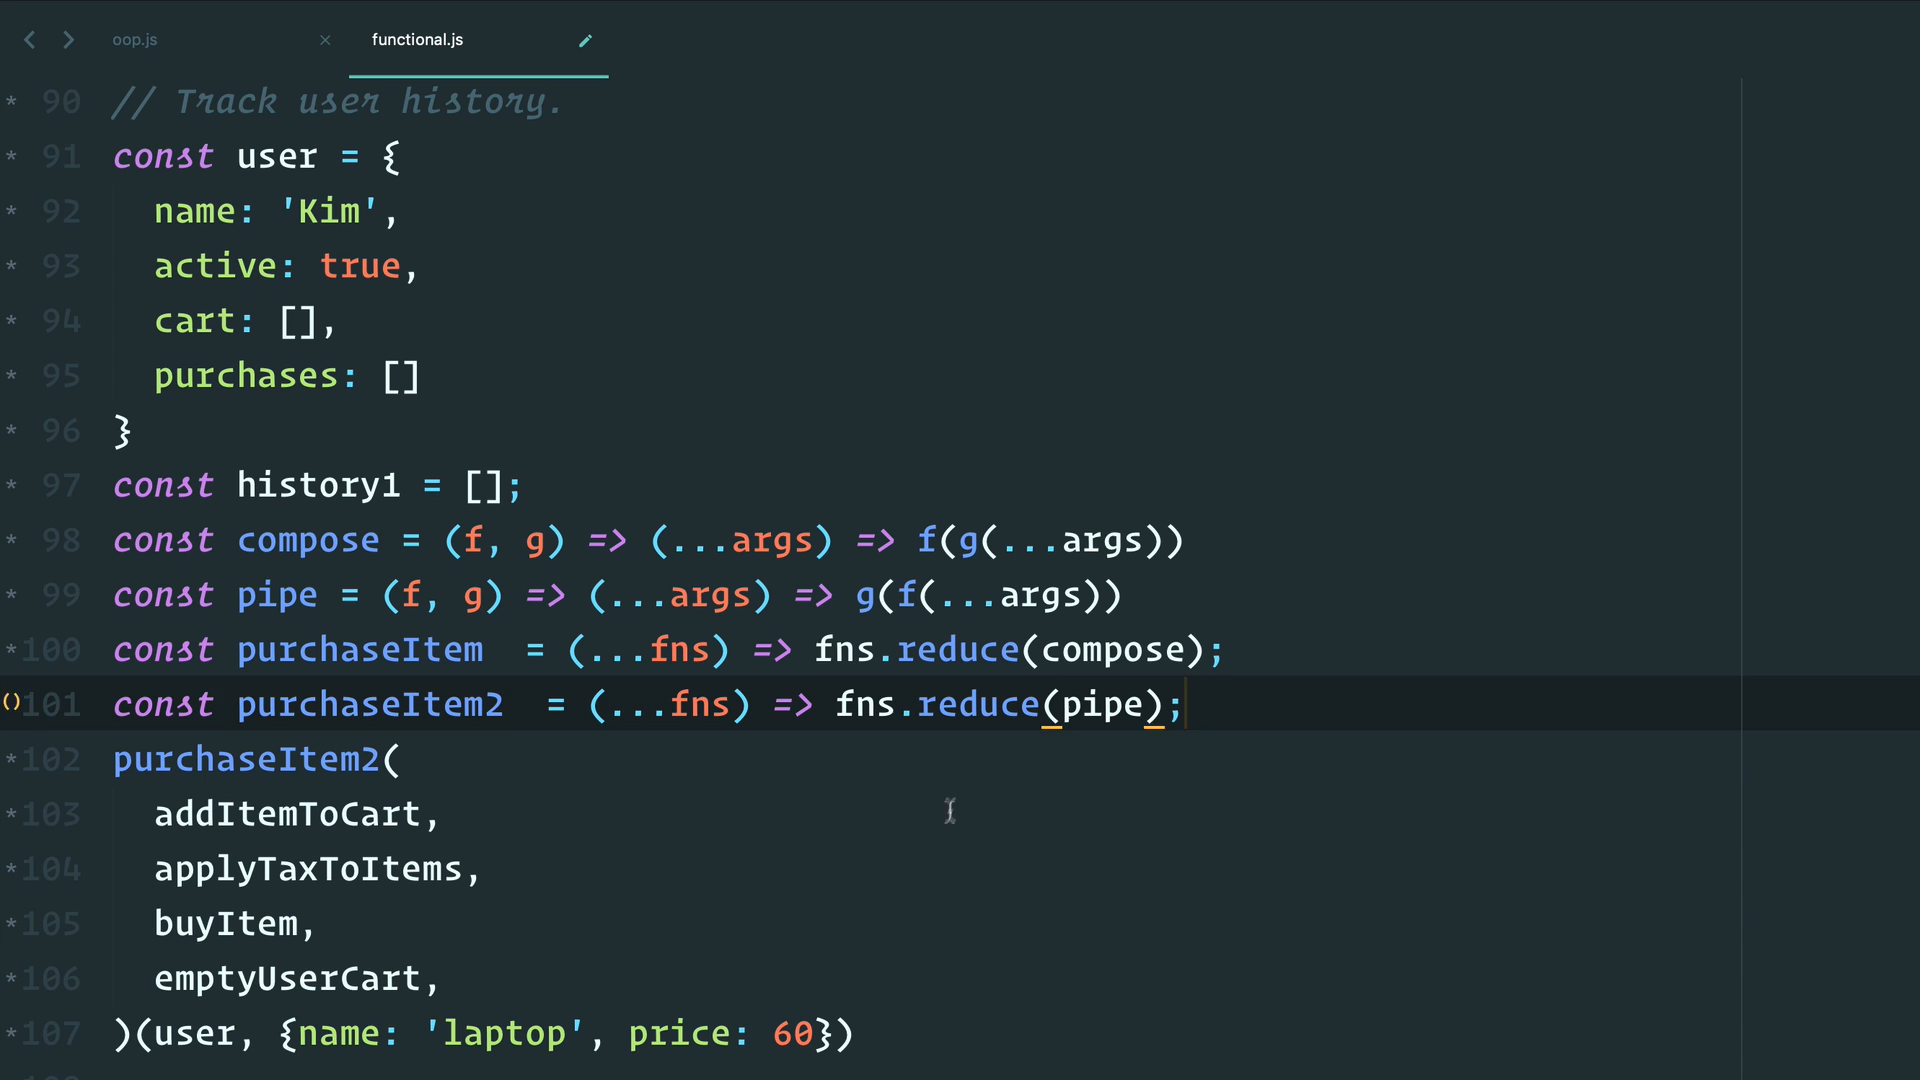 oop.js functional.js
90 // Track user history.
91 const user = {
92 name: 'Kim',
93 active: true,
94 cart: [],
95 purchases: []
96 }
97 const history1 = [];
98 const compose = (f, g) => (...args) => f(g(...args))
99 const pipe = (f, g) => (...args) => g(f(...args))
100 const purchaseItem  = (...fns) => fns.reduce(compose);
101 const purchaseItem2  = (...fns) => fns.reduce(pipe);
102 purchaseItem2(
103 addItemToCart,
104 applyTaxToItems,
105 buyItem,
106 emptyUserCart,
107 )(user, {name: 'laptop', price: 60})